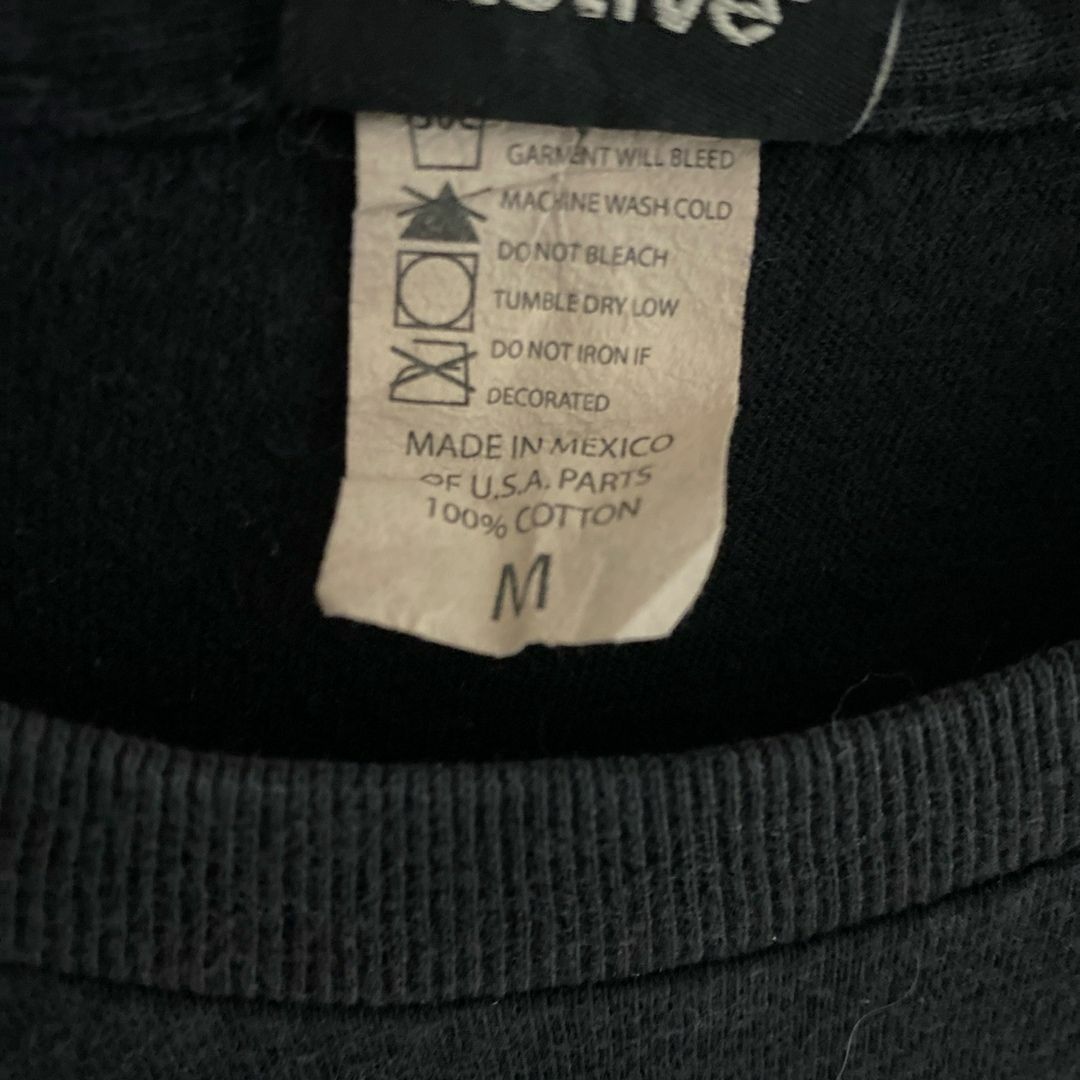 GARMENT WILL BLEED
MACHINE WASH COLD
DO NOT BLEACH
TUMBLE DRY LOW
DO NOT IRON IF
DECORATED
MADE IN MEXICO
OF U.S.A. PARTS
100% COTTON
M